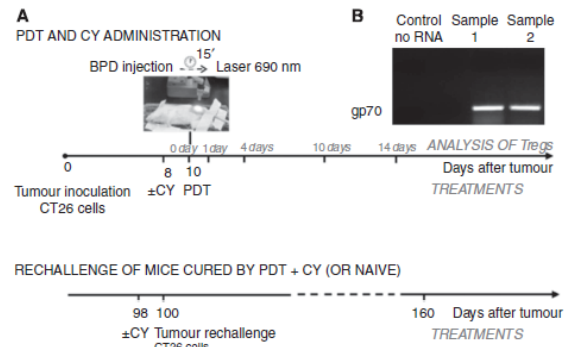 A
PDT AND CY ADMINISTRATION
15′
BPD injection Laser 690 nm
0 day 1 day 4 days 10 days 14 days ANALYSIS OF Tregs
0 8 10 Days after tumour
Tumour inoculation ±CY PDT TREATMENTS
CT26 cells
B
Control Sample Sample
no RNA 1 2
gp70
RECHALLENGE OF MICE CURED BY PDT + CY (OR NAIVE)
98 100 160 Days after tumour
±CY Tumour rechallenge TREATMENTS
CT26 cells